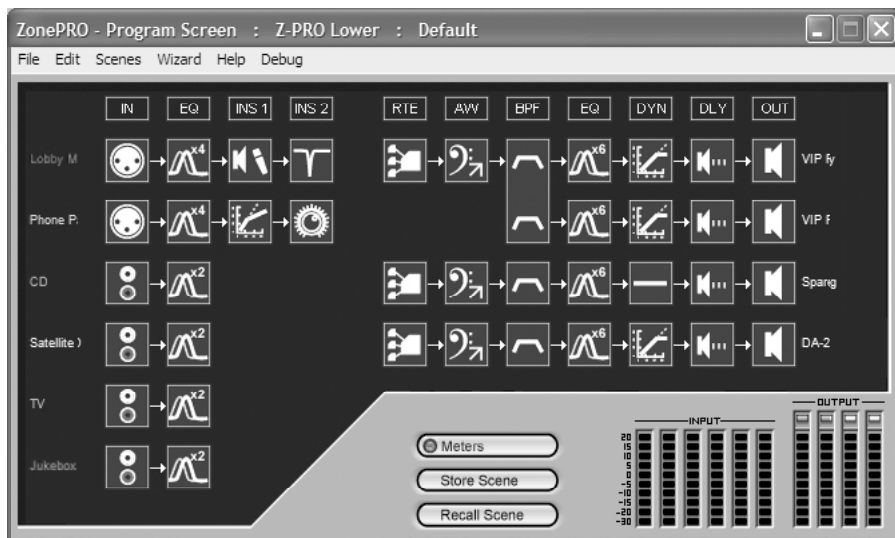 ZonePRO - Program Screen : Z-PRO Lower : Default
File Edit Scenes Wizard Help Debug
IN EQ INS 1 INS 2 RTE AW BPF EQ DYN DLY OUT
Lobby M x4 x6 VIP fy
Phone P. x4 x6 VIP F
CD x2 x6 Spang
Satellite ) x2 x6 DA-2
TV x2
Jukebox x2
Meters
Store Scene
Recall Scene
INPUT
OUTPUT
20
15
10
5
0
-5
-10
-15
-20
-30